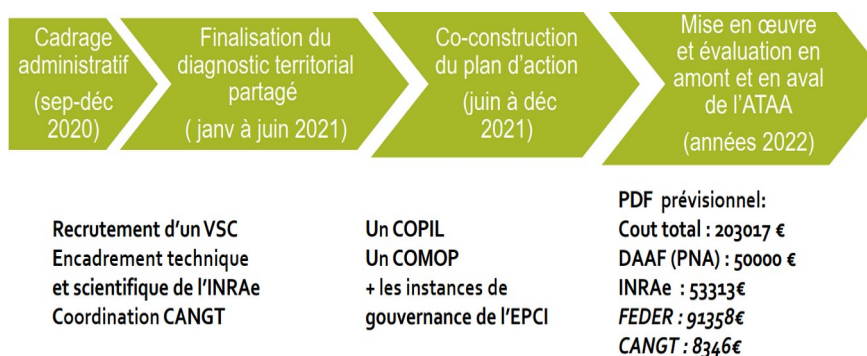 Cadrage
administratif
(sep-déc
2020)
Finalisation du
diagnostic territorial
partagé
( janv à juin 2021)
Co-construction
du plan d’action
(juin à déc
2021)
Mise en œuvre
et évaluation en
amont et en aval
de l’ATAA
(années 2022)
Recrutement d’un VSC
Encadrement technique
et scientifique de l’INRAe
Coordination CANGT
Un COPIL
Un COMOP
+ les instances de
gouvernance de l’EPCI
PDF prévisionnel:
Cout total : 203017 €
DAAF (PNA) : 50000 €
INRAe : 53313€
FEDER : 91358€
CANGT : 8346€